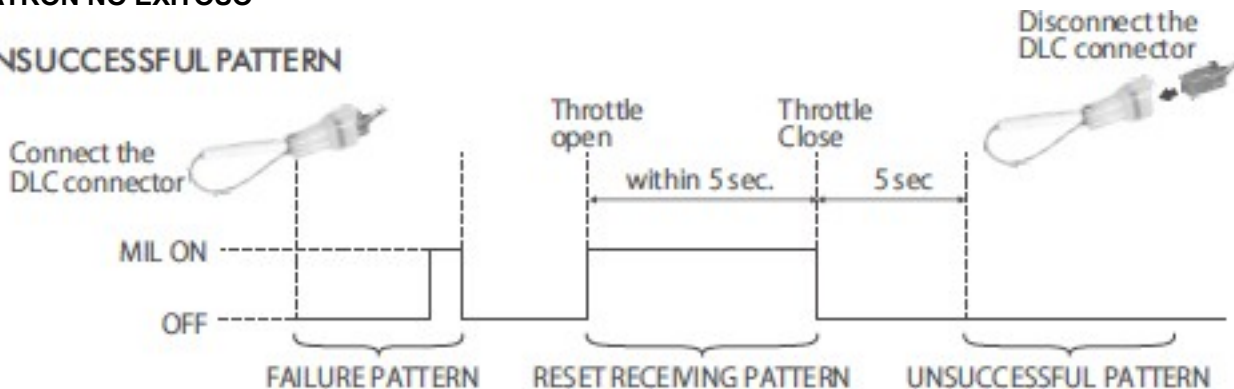 NSUCCESSFUL PATTERN
Disconnect the
DLC connector
Connect the
DLC connector
Throttle
open
Throttle
Close
within 5 sec.
5 sec
MIL ON
OFF
FAILURE PATTERN
RESET RECEIVING PATTERN
UNSUCCESSFUL PATTERN